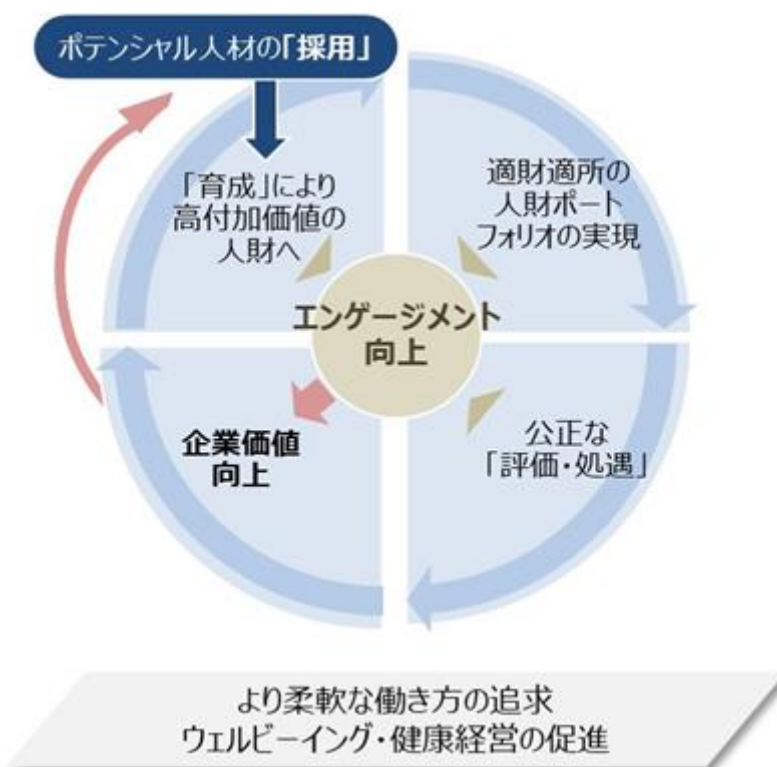 ポテンシャル人材の「採用」
「育成」により
高付加価値の
人財へ
適財適所の
人財ポート
フォリオの実現
エンゲージメント
向上
企業価値
向上
公正な
「評価・処遇」
より柔軟な働き方の追求
ウェルビーイング・健康経営の促進